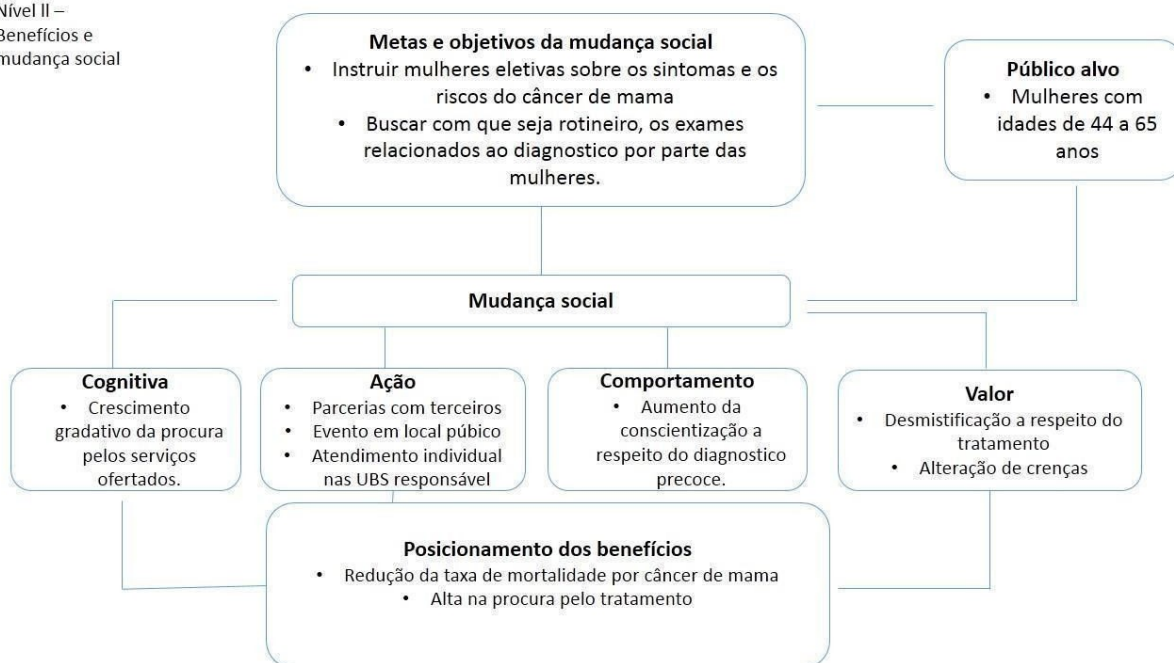 Nível II –
Benefícios e
mudança social
Metas e objetivos da mudança social
• Instruir mulheres eletivas sobre os sintomas e os
riscos do câncer de mama
• Buscar com que seja rotineiro, os exames
relacionados ao diagnostico por parte das
mulheres.
Público alvo
• Mulheres com
idades de 44 a 65
anos
Mudança social
Cognitiva
• Crescimento
gradativo da procura
pelos serviços
ofertados.
Ação
• Parcerias com terceiros
• Evento em local púbico
• Atendimento individual
nas UBS responsável
Comportamento
• Aumento da
conscientização a
respeito do diagnostico
precoce.
Valor
• Desmistificação a respeito do
tratamento
• Alteração de crenças
Posicionamento dos benefícios
• Redução da taxa de mortalidade por câncer de mama
• Alta na procura pelo tratamento